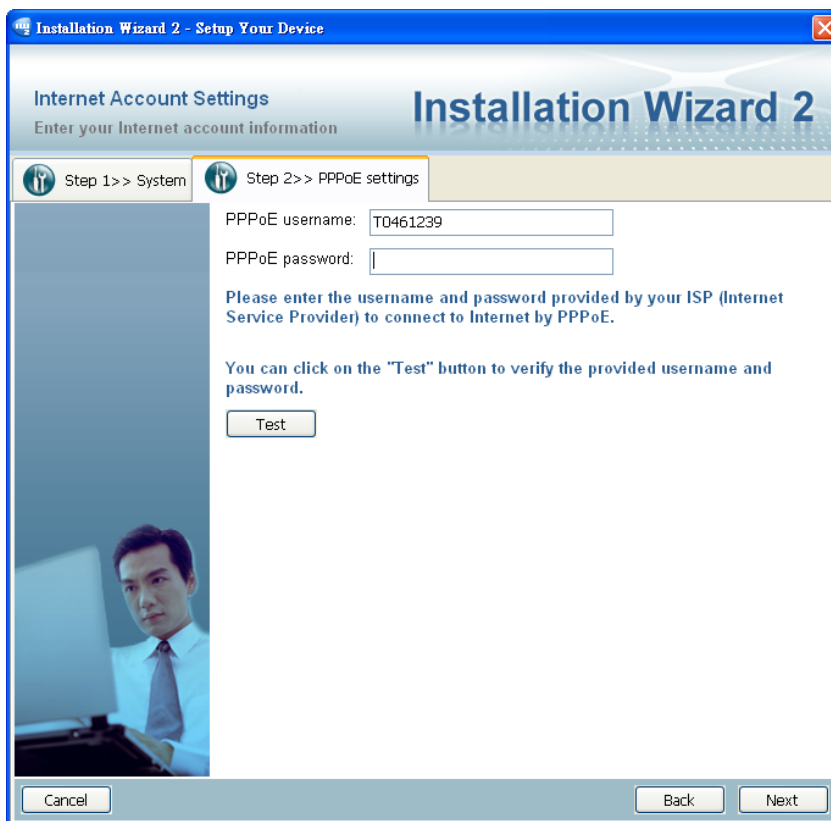 Installation Wizard 2 - Setup Your Device
Internet Account Settings
Enter your Internet account information
Installation Wizard 2
Step 1>> System
Step 2>> PPPoE settings
PPPoE username:
T0461239
PPPoE password:
Please enter the username and password provided by your ISP (Internet
Service Provider) to connect to Internet by PPPoE.
You can click on the "Test" button to verify the provided username and
password.
Test
Cancel
Back
Next